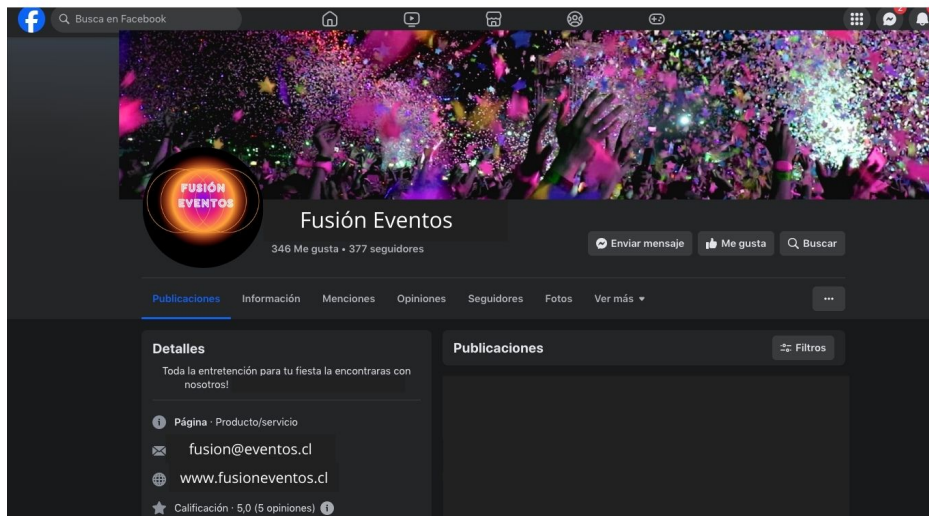 Busca en Facebook
2
FUSIÓN
EVENTOS
Fusión Eventos
346 Me gusta • 377 seguidores
Enviar mensaje
Me gusta
Buscar
Publicaciones
Información
Menciones
Opiniones
Seguidores
Fotos
Ver más
Detalles
Toda la entretención para tu fiesta la encontraras con
nosotros!
Página · Producto/servicio
fusion@eventos.cl
www.fusioneventos.cl
Calificación · 5,0 (5 opiniones)
Publicaciones
Filtros